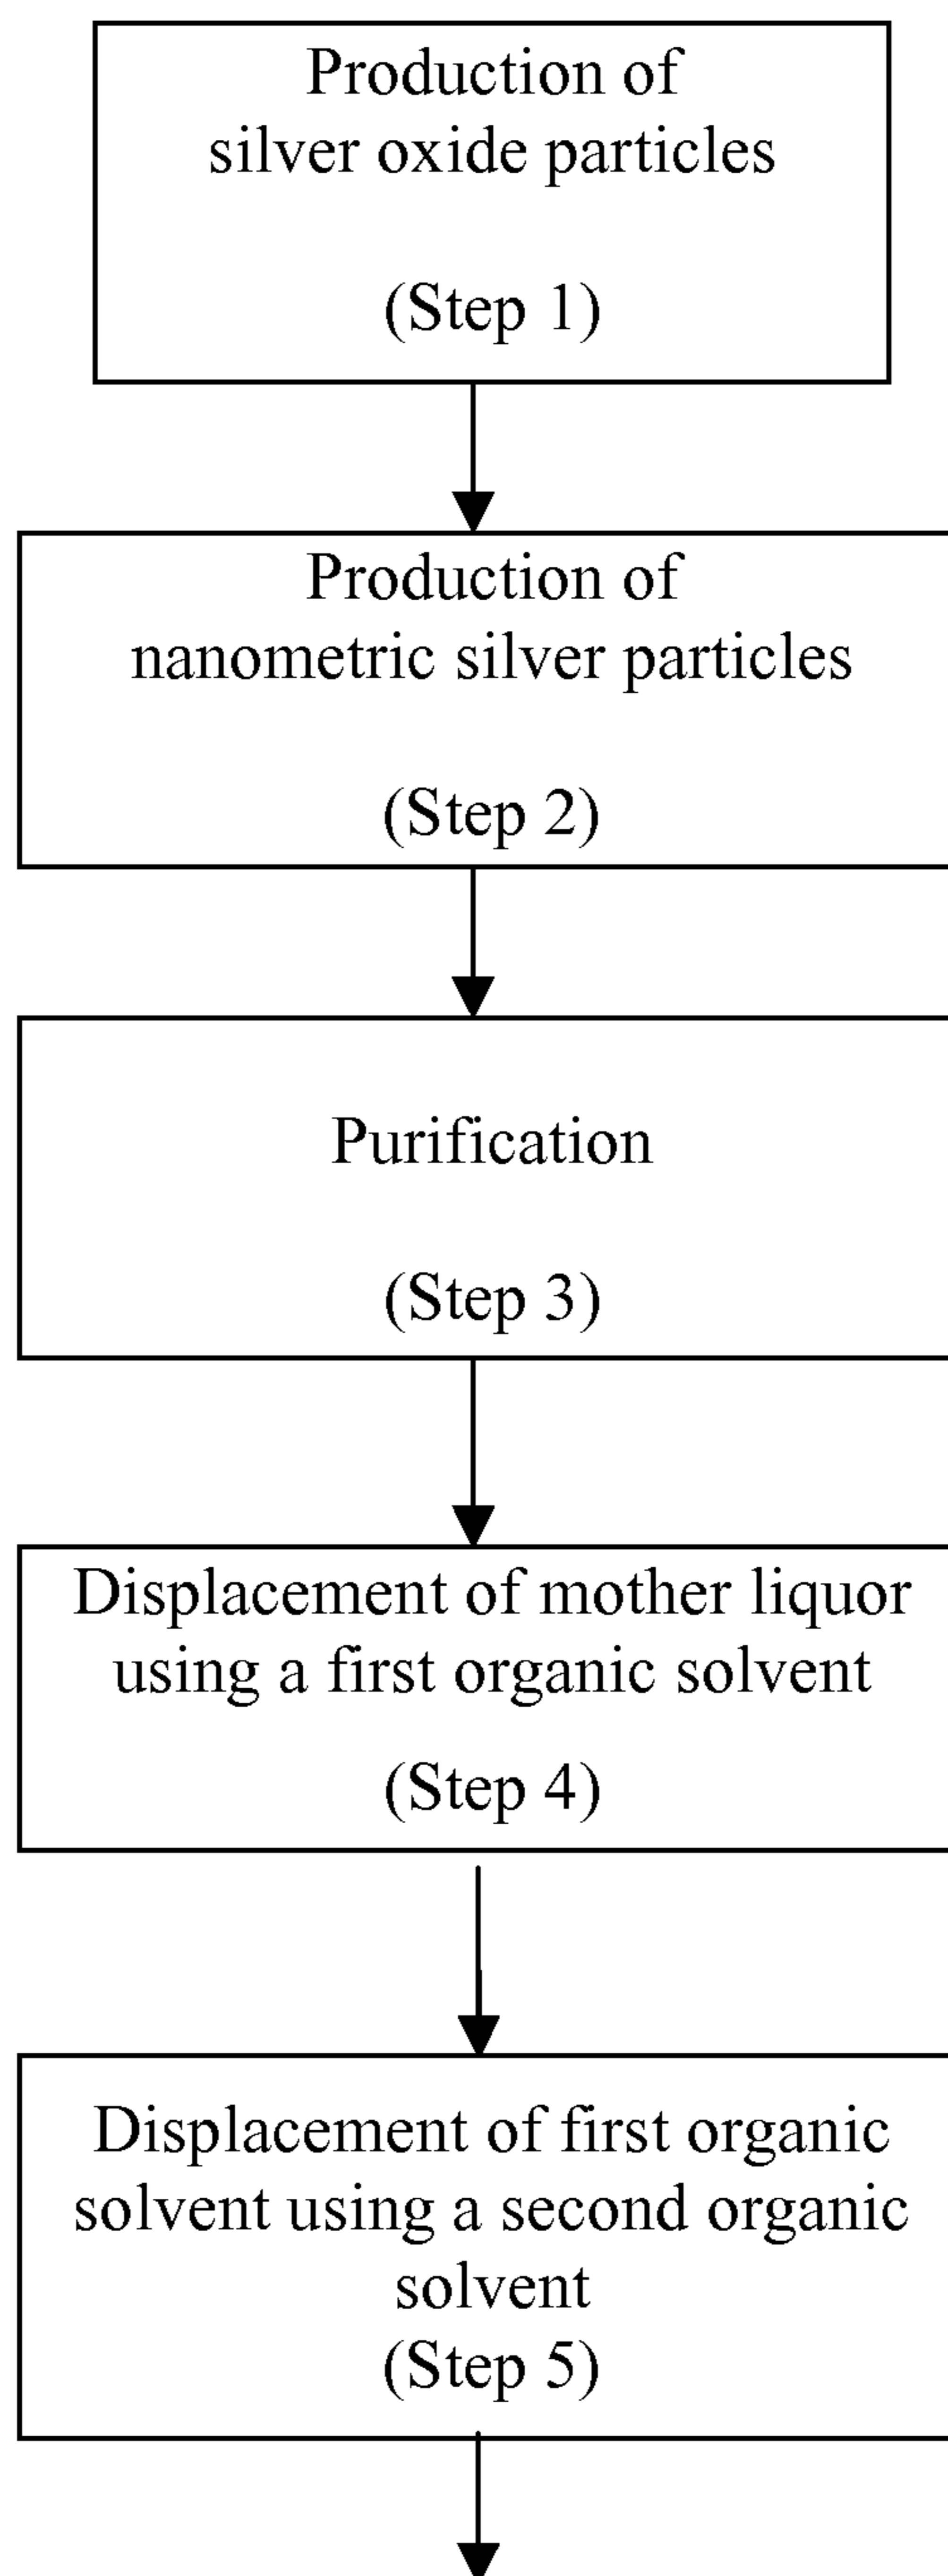 Production of
silver oxide particles
(Step 1)
Production of
nanometric silver particles
(Step 2)
Purification
(Step 3)
Displacement of mother liquor
using a first organic solvent
(Step 4)
Displacement of first organic
solvent using a second organic
solvent
(Step 5)